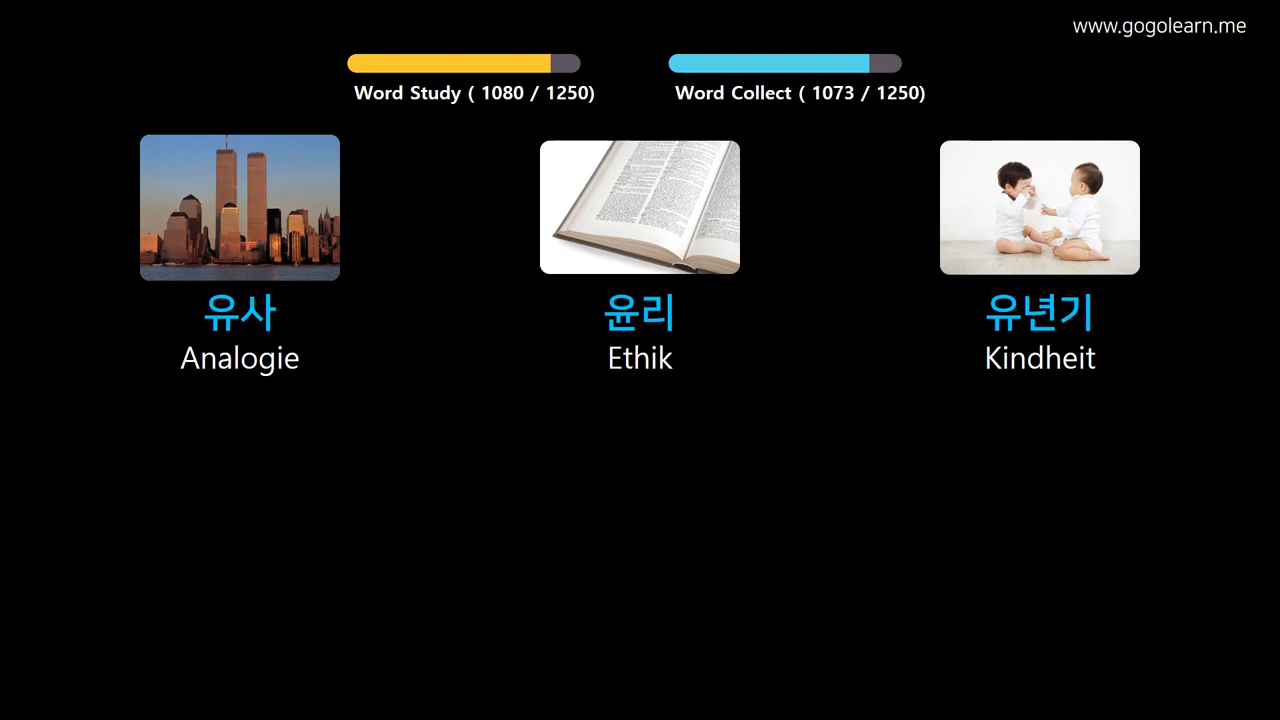 www.gogolearn.me
Word Study ( 1080 / 1250)
Word Collect ( 1073 / 1250)
유사
윤리
유년기
Analogie
Ethik
Kindheit